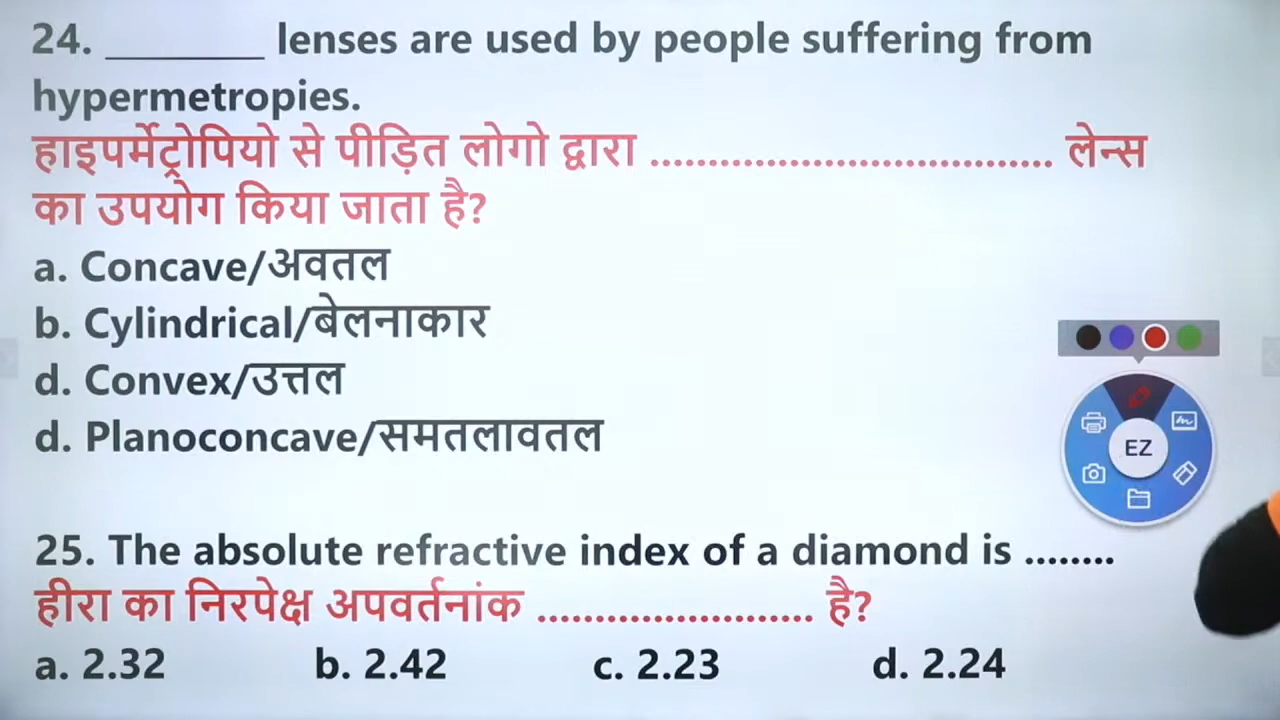 24. ________ lenses are used by people suffering from
hypermetropies.
हाइपर्मेट्रोपियो से पीड़ित लोगो द्वारा ................................... लेन्स
का उपयोग किया जाता है?
a. Concave/अवतल
b. Cylindrical/बेलनाकार
d. Convex/उत्तल
d. Planoconcave/समतलावतल
EZ
25. The absolute refractive index of a diamond is ........
हीरा का निरपेक्ष अपवर्तनांक ........................ है?
a. 2.32 b. 2.42 c. 2.23 d. 2.24